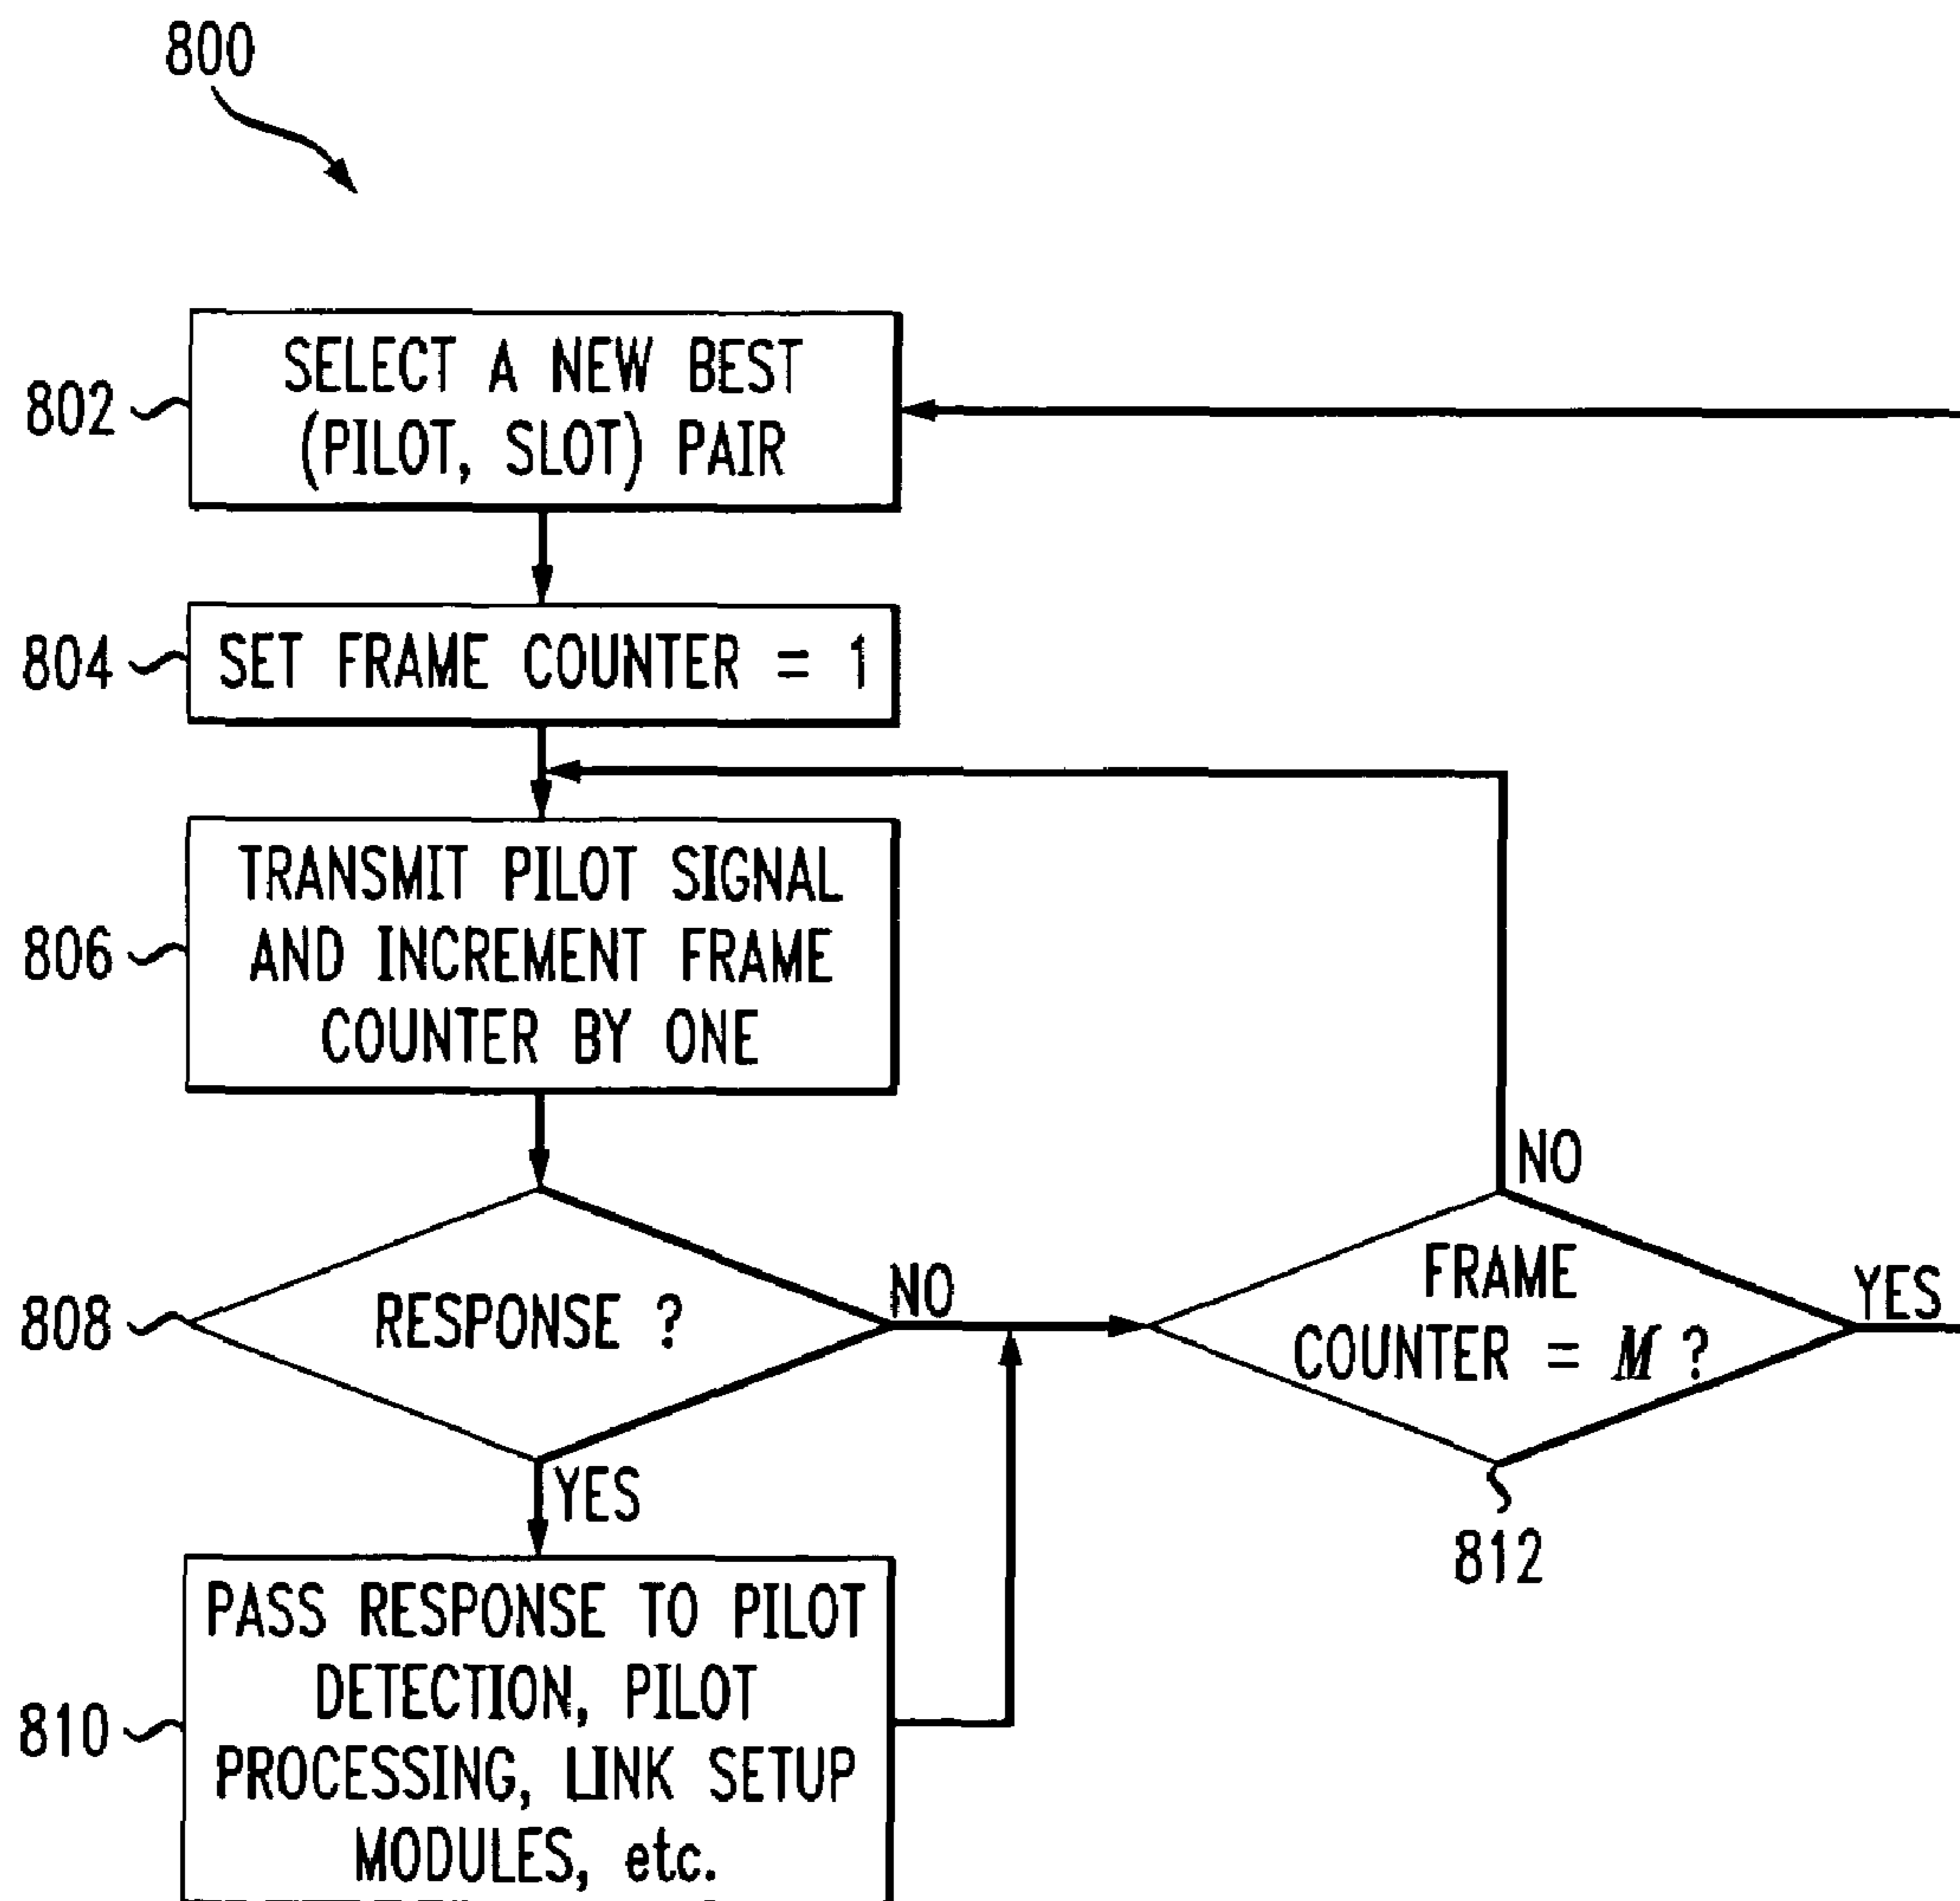 800
802
SELECT A NEW BEST
(PILOT, SLOT) PAIR
804
SET FRAME COUNTER = 1
806
TRANSMIT PILOT SIGNAL
AND INCREMENT FRAME
COUNTER BY ONE
808
RESPONSE ?
NO
YES
NO
FRAME
COUNTER = M ?
YES
812
810
PASS RESPONSE TO PILOT
DETECTION, PILOT
PROCESSING, LINK SETUP
MODULES, etc.